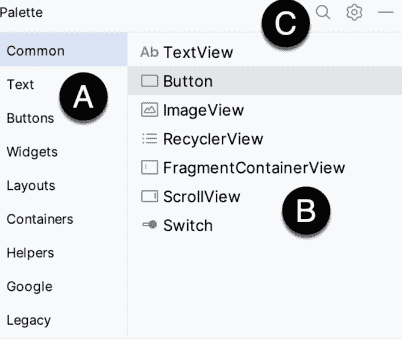 Palette
C
Common
Text
Buttons
Widgets
Layouts
Containers
Helpers
Google
Legacy
A
Ab TextView
Button
ImageView
RecyclerView
FragmentContainerView
ScrollView
Switch
B